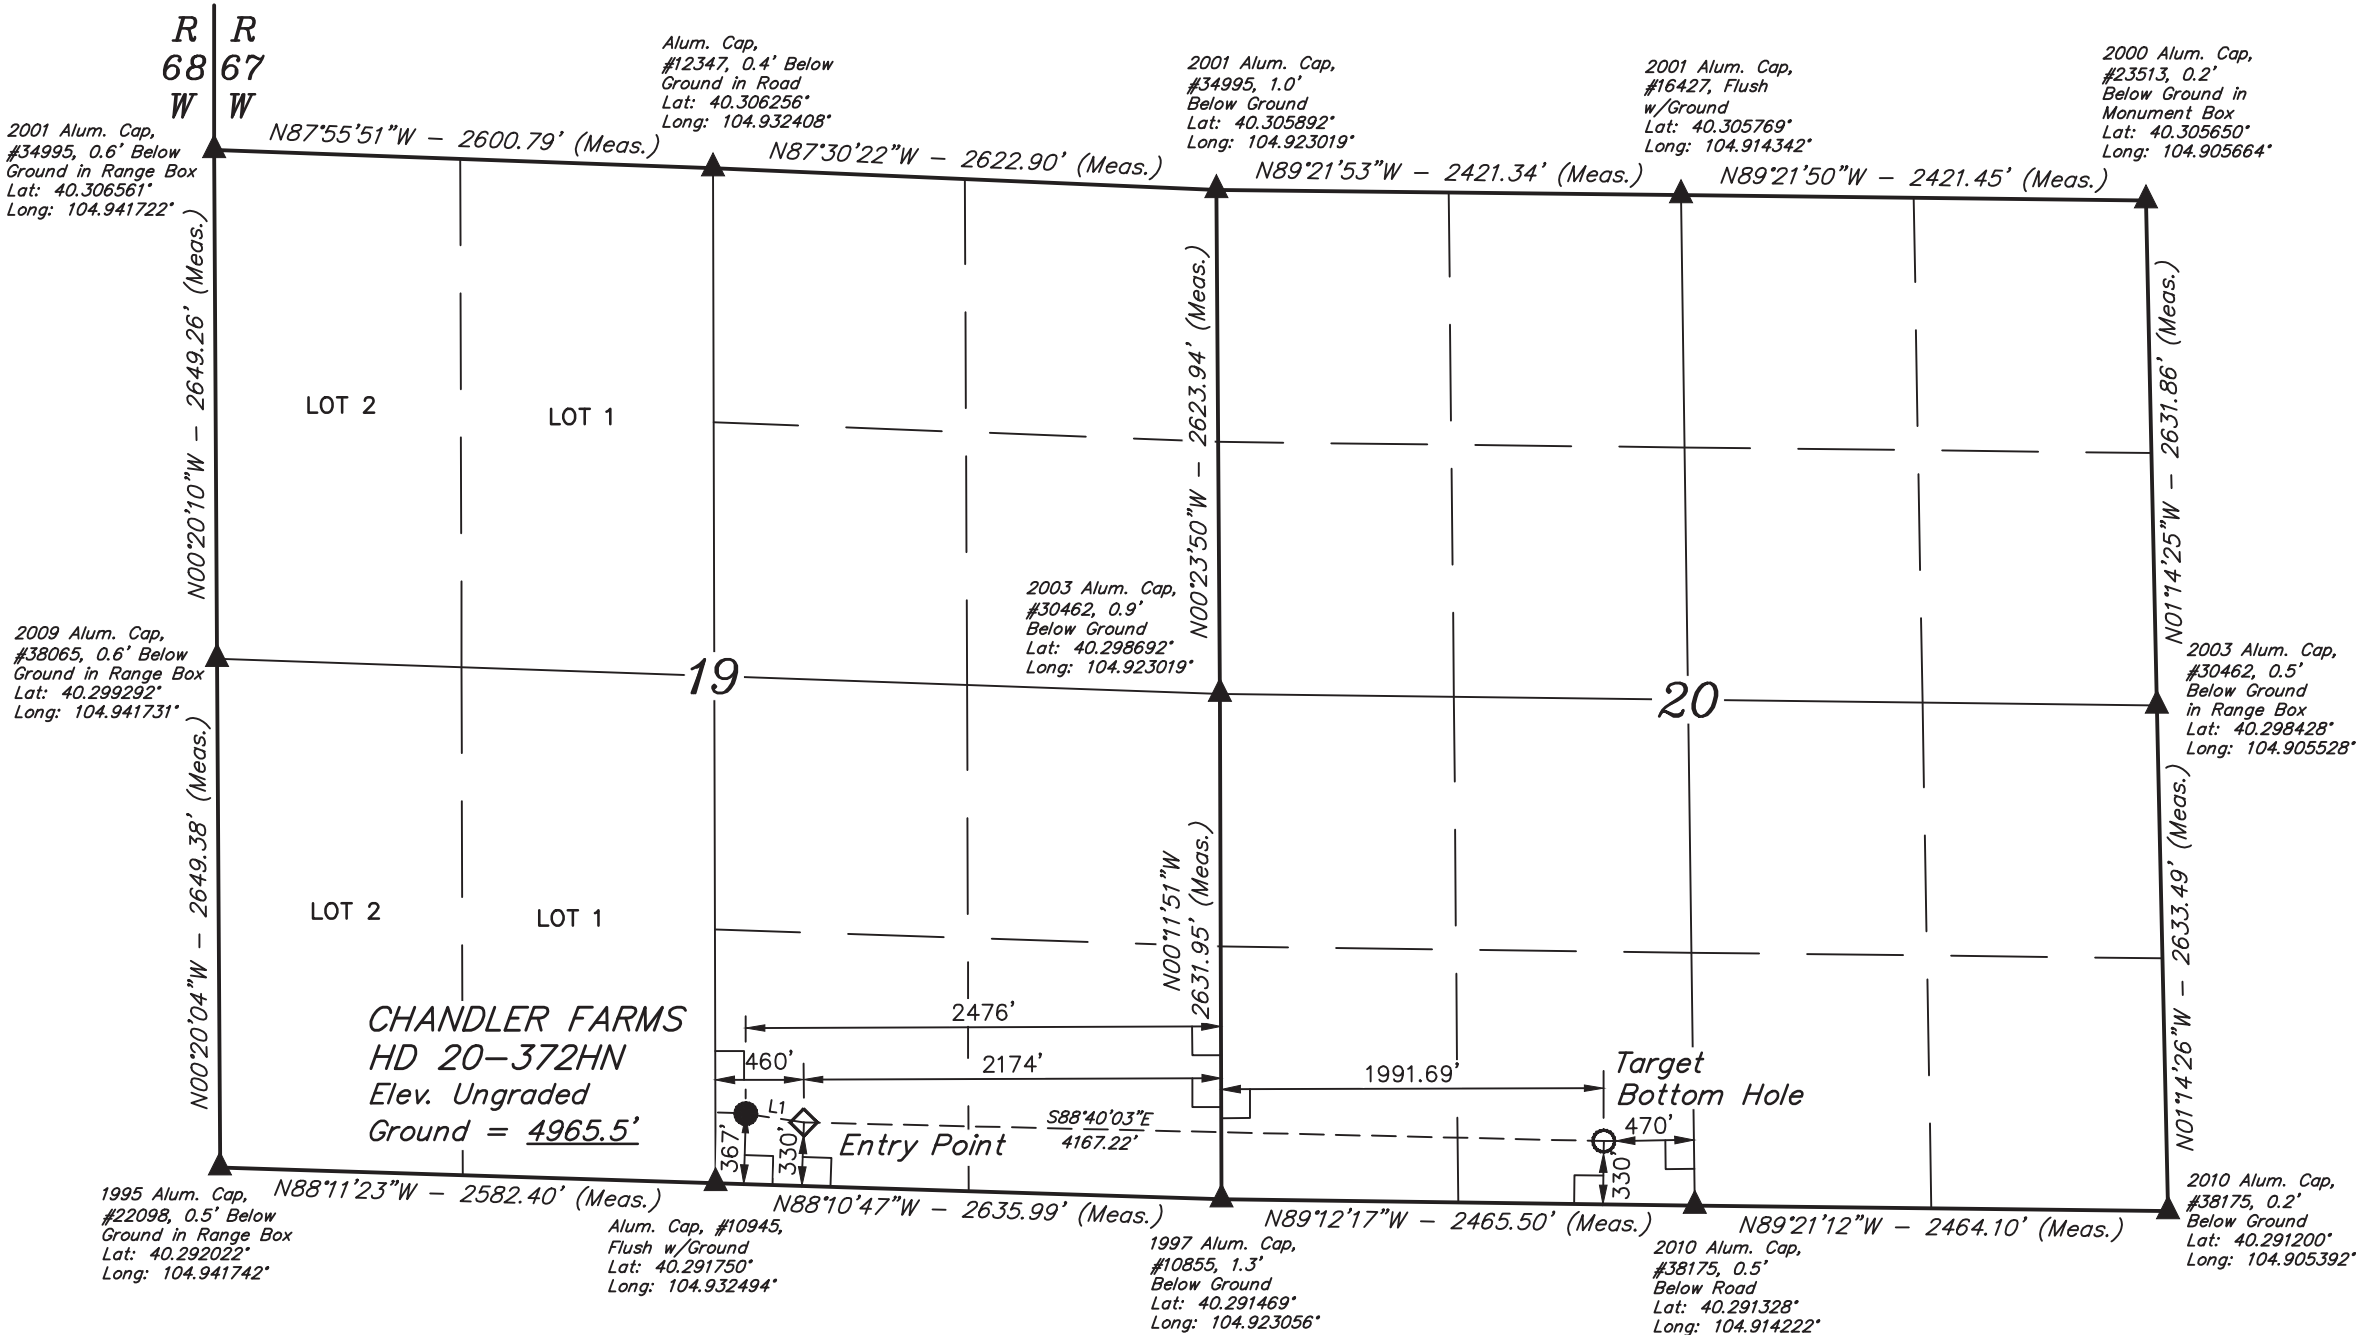 R R
68 67
W W
Alum. Cap,
#12347, 0.4' Below
Ground in Road
Lat: 40.306256°
Long: 104.932408°
2001 Alum. Cap,
#34995, 1.0'
Below Ground
Lat: 40.305892°
Long: 104.923019°
2001 Alum. Cap,
#16427, Flush
w/Ground
Lat: 40.305769°
Long: 104.914342°
2000 Alum. Cap,
#23513, 0.2'
Below Ground in
Monument Box
Lat: 40.305650°
Long: 104.905664°
2001 Alum. Cap,
#34995, 0.6' Below
Ground in Range Box
Lat: 40.306561°
Long: 104.941722°
N87°55'51"W - 2600.79' (Meas.)
N87°30'22"W - 2622.90' (Meas.)
N89°21'53"W - 2421.34' (Meas.)
N89°21'50"W - 2421.45' (Meas.)
N00°20'10"W - 2649.26' (Meas.)
N00°23'50"W - 2623.94' (Meas.)
N01°14'25"W - 2631.86' (Meas.)
LOT 2
LOT 1
2003 Alum. Cap,
#30462, 0.9'
Below Ground
Lat: 40.298692°
Long: 104.923019°
2009 Alum. Cap,
#38065, 0.6' Below
Ground in Range Box
Lat: 40.299292°
Long: 104.941731°
19
20
2003 Alum. Cap,
#30462, 0.5'
Below Ground
in Range Box
Lat: 40.298428°
Long: 104.905528°
N00°20'04"W - 2649.38' (Meas.)
N00°11'51"W
2631.95' (Meas.)
N01°14'26"W - 2633.49' (Meas.)
LOT 2
LOT 1
CHANDLER FARMS
HD 20-372HN
Elev. Ungraded
Ground = 4965.5'
2476'
460'
2174'
1991.69'
Target
Bottom Hole
470'
L1
S88°40'03"E
4167.22'
Entry Point
367'
330'
330'
N88°11'23"W - 2582.40' (Meas.)
N88°10'47"W - 2635.99' (Meas.)
N89°12'17"W - 2465.50' (Meas.)
N89°21'12"W - 2464.10' (Meas.)
1995 Alum. Cap,
#22098, 0.5' Below
Ground in Range Box
Lat: 40.292022°
Long: 104.941742°
Alum. Cap, #10945,
Flush w/Ground
Lat: 40.291750°
Long: 104.932494°
1997 Alum. Cap,
#10855, 1.3'
Below Ground
Lat: 40.291469°
Long: 104.923056°
2010 Alum. Cap,
#38175, 0.5'
Below Road
Lat: 40.291328°
Long: 104.914222°
2010 Alum. Cap,
#38175, 0.2'
Below Ground
Lat: 40.291200°
Long: 104.905392°